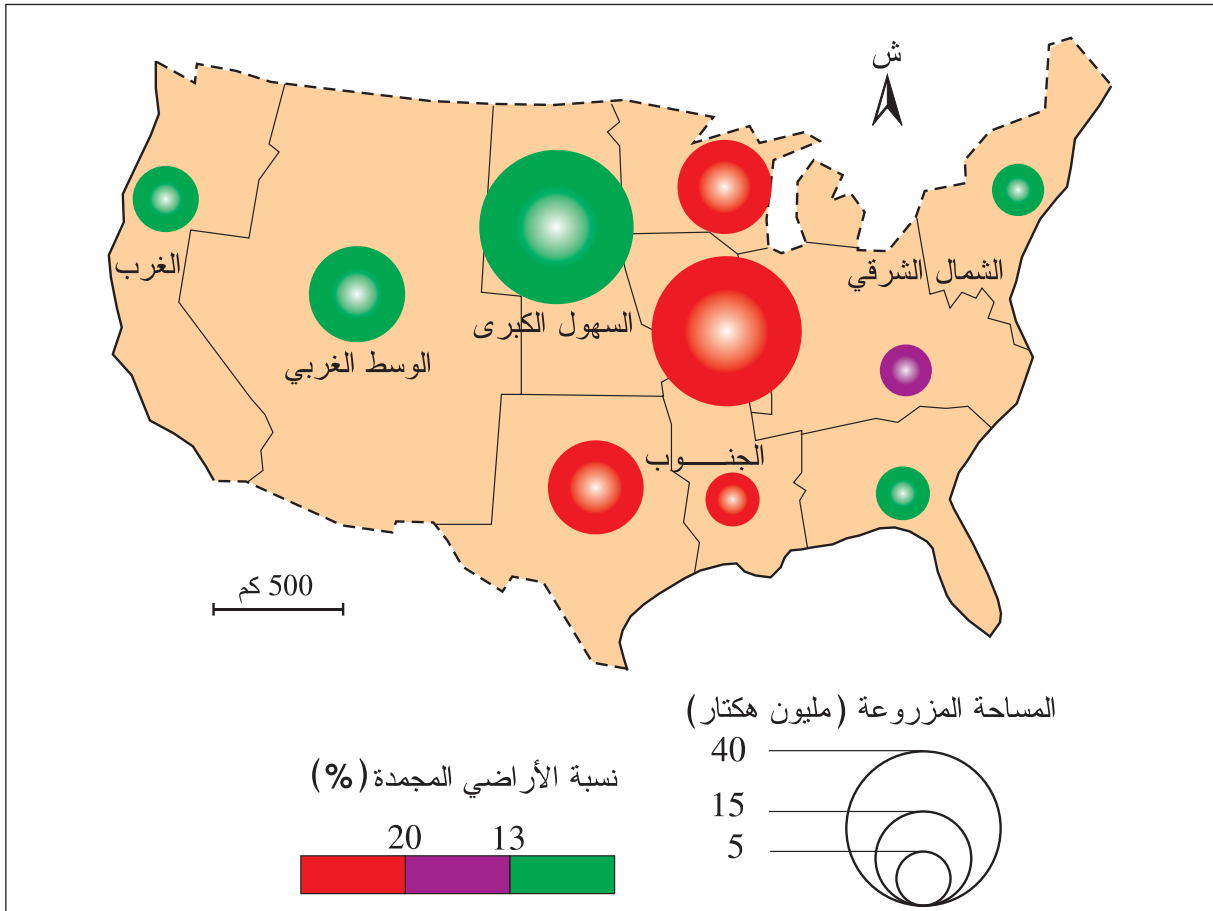 ش
الغرب
الشمال الشرقي
السهول الكبرى
الوسط الغربي
الجنـــــوب
500 كم
المساحة المزروعة (مليون هكتار)
40
15
5
نسبة الأراضي المجمدة (%)
20 13